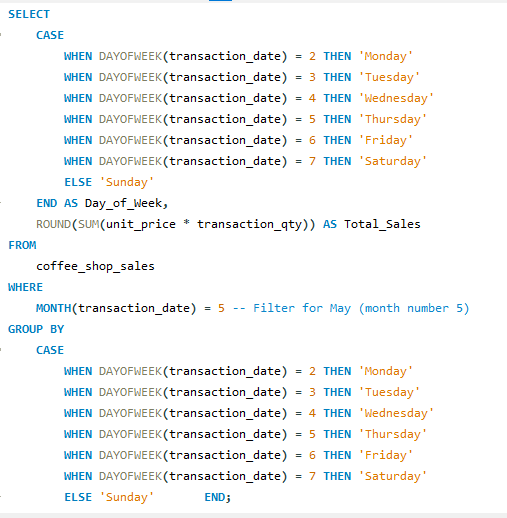 SELECT
CASE
WHEN DAYOFWEEK(transaction_date) = 2 THEN 'Monday'
WHEN DAYOFWEEK(transaction_date) = 3 THEN 'Tuesday'
WHEN DAYOFWEEK(transaction_date) = 4 THEN 'Wednesday'
WHEN DAYOFWEEK(transaction_date) = 5 THEN 'Thursday'
WHEN DAYOFWEEK(transaction_date) = 6 THEN 'Friday'
WHEN DAYOFWEEK(transaction_date) = 7 THEN 'Saturday'
ELSE 'Sunday'
END AS Day_of_Week,
ROUND(SUM(unit_price * transaction_qty)) AS Total_Sales
FROM
coffee_shop_sales
WHERE
MONTH(transaction_date) = 5 -- Filter for May (month number 5)
GROUP BY
CASE
WHEN DAYOFWEEK(transaction_date) = 2 THEN 'Monday'
WHEN DAYOFWEEK(transaction_date) = 3 THEN 'Tuesday'
WHEN DAYOFWEEK(transaction_date) = 4 THEN 'Wednesday'
WHEN DAYOFWEEK(transaction_date) = 5 THEN 'Thursday'
WHEN DAYOFWEEK(transaction_date) = 6 THEN 'Friday'
WHEN DAYOFWEEK(transaction_date) = 7 THEN 'Saturday'
ELSE 'Sunday' END;